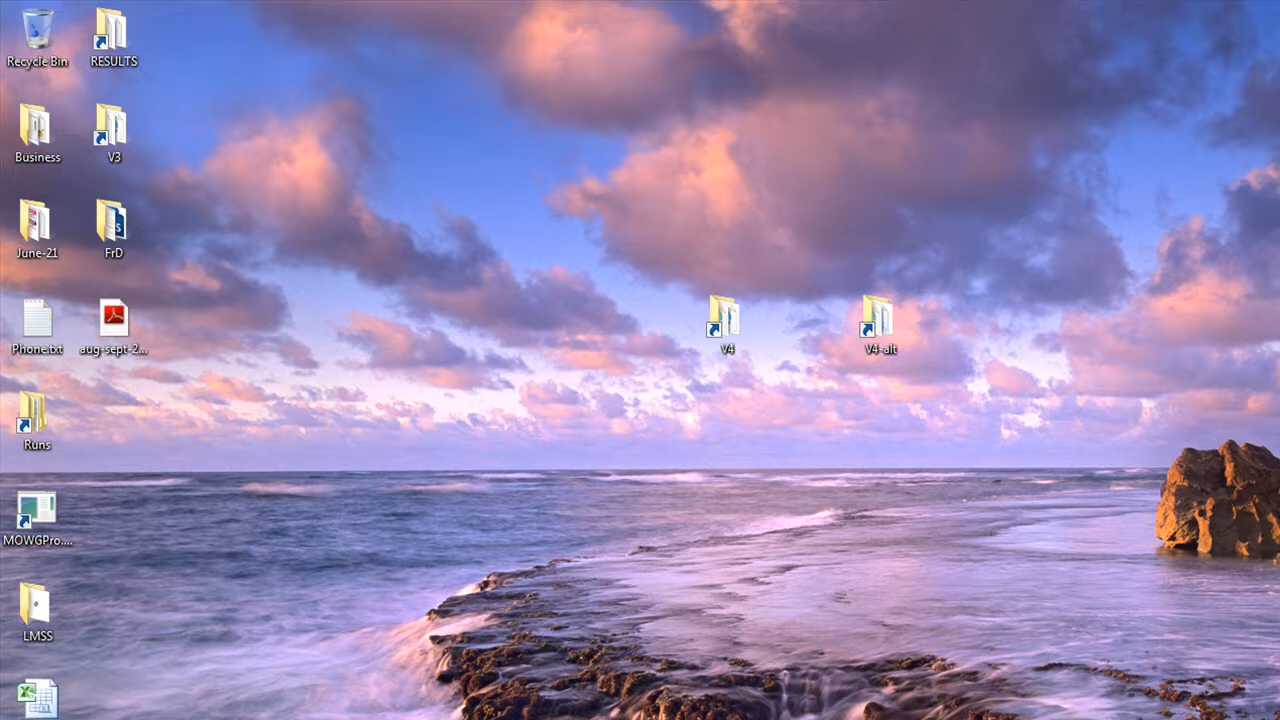 Recycle Bin
RESULTS
Business
V3
June-21
FrD
Phone.txt
aug-sept-2...
V4
V4-alt
Runs
MOWGPro....
LMSS